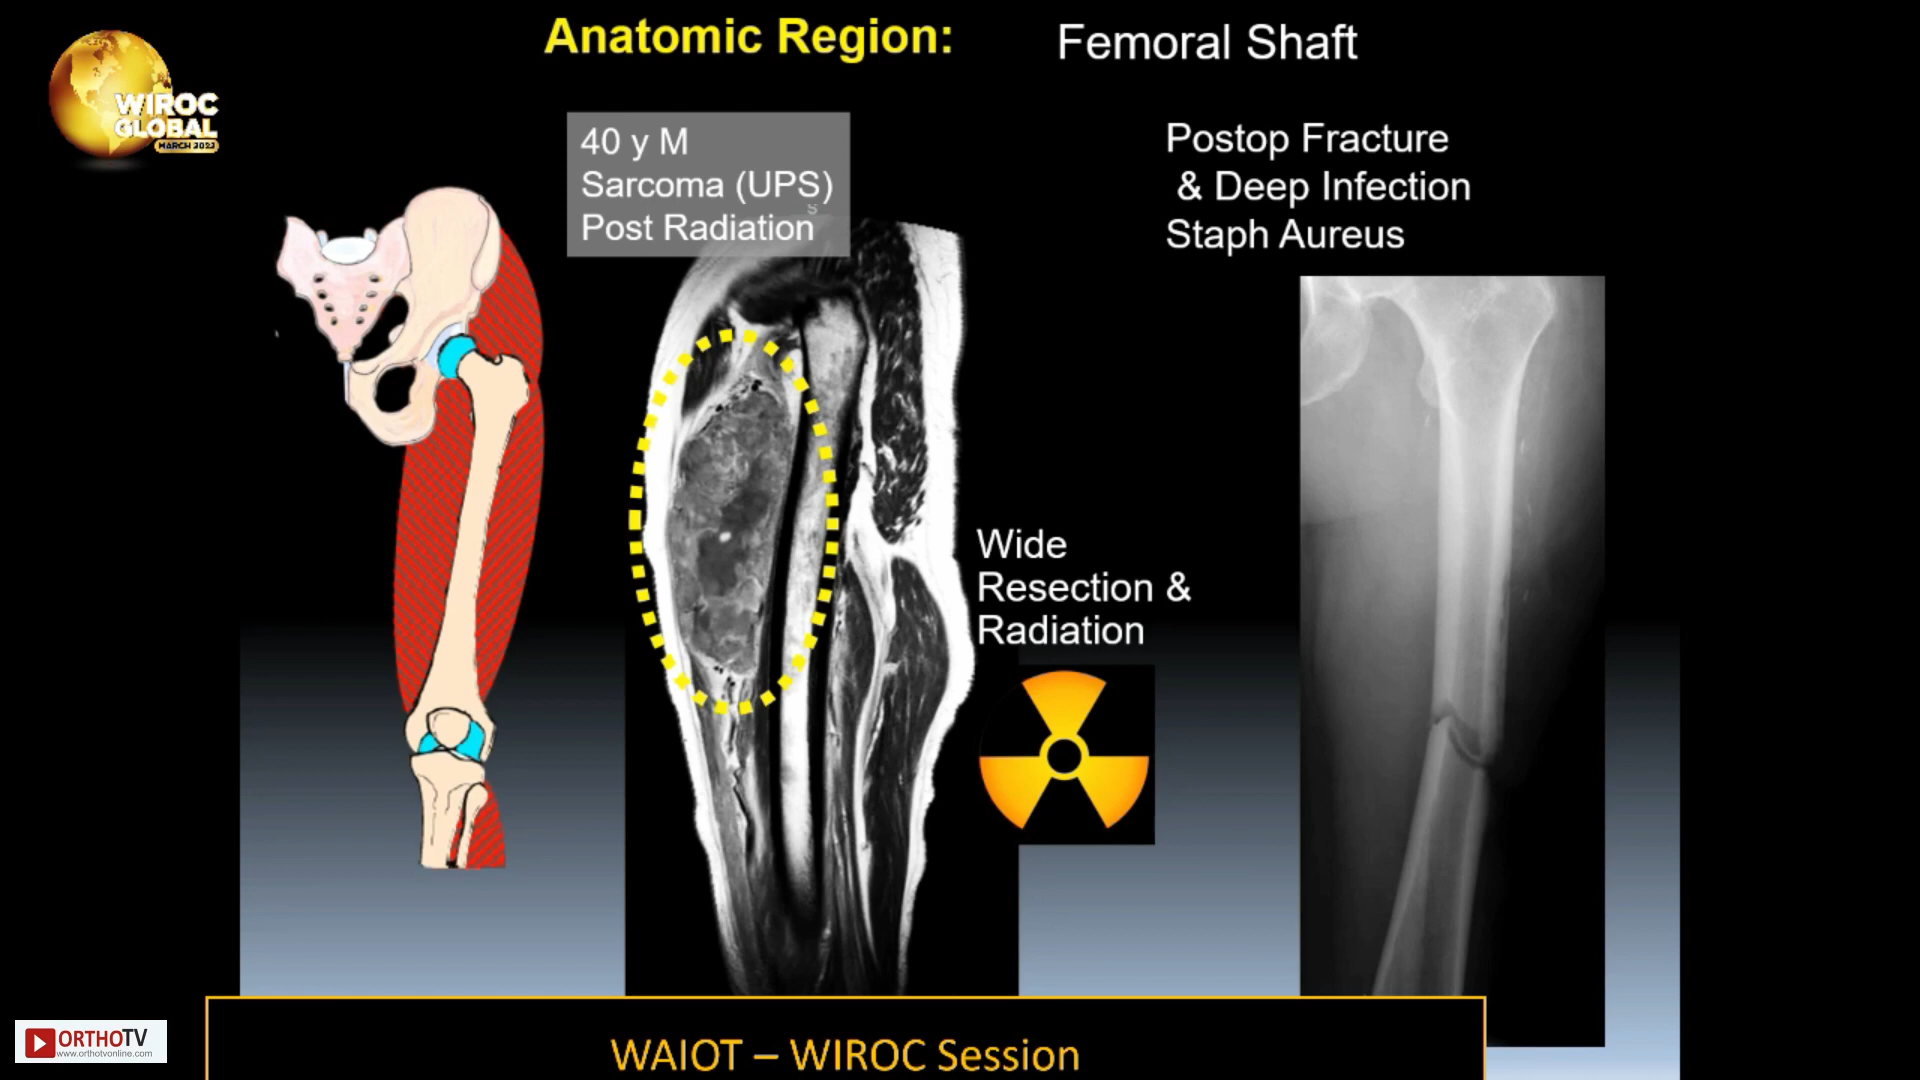 Anatomic Region:
Femoral Shaft
WIROC
GLOBAL
MARCH 2023
40 y M
Sarcoma (UPS)
Post Radiation
s
Postop Fracture
& Deep Infection
Staph Aureus
Wide
Resection &
Radiation
WAIOT – WIROC Session
ORTHOTV
www.orthotvonline.com